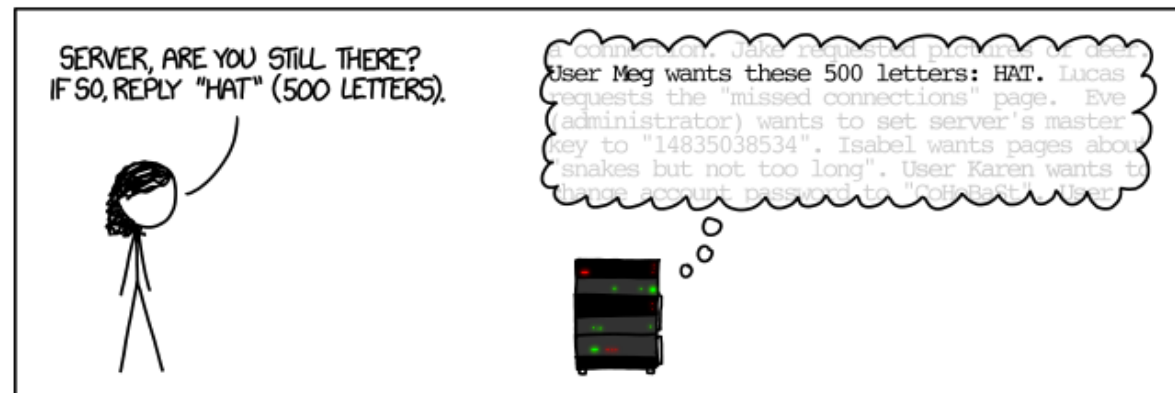 SERVER, ARE YOU STILL THERE?
IF SO, REPLY "HAT" (500 LETTERS).
a connection. Jake requested pictures of deer.
User Meg wants these 500 letters: HAT. Lucas
requests the "missed connections" page. Eve
(administrator) wants to set server's master
key to "14835038534". Isabel wants pages about
"snakes but not too long". User Karen wants to
change account password to "CoHoBaSt". User